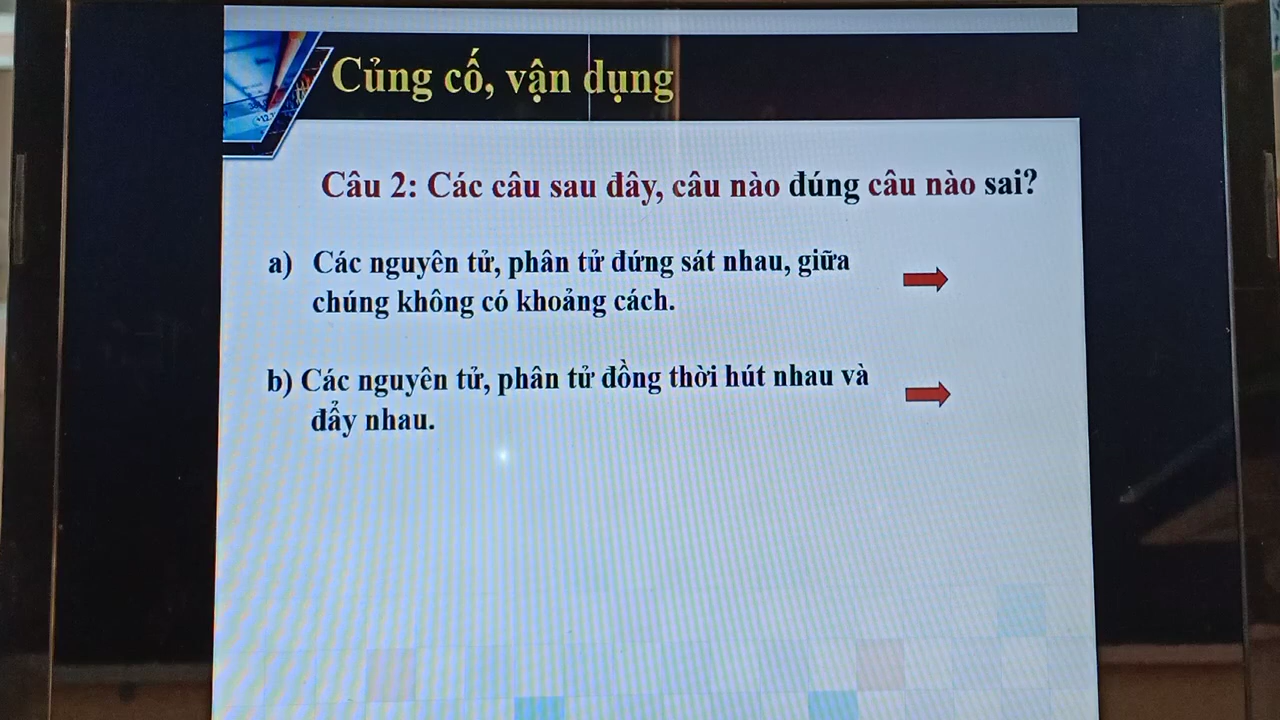 Củng cố, vận dụng
Câu 2: Các câu sau đây, câu nào đúng câu nào sai?
a) Các nguyên tử, phân tử đứng sát nhau, giữa
chúng không có khoảng cách.
b) Các nguyên tử, phân tử đồng thời hút nhau và
đẩy nhau.